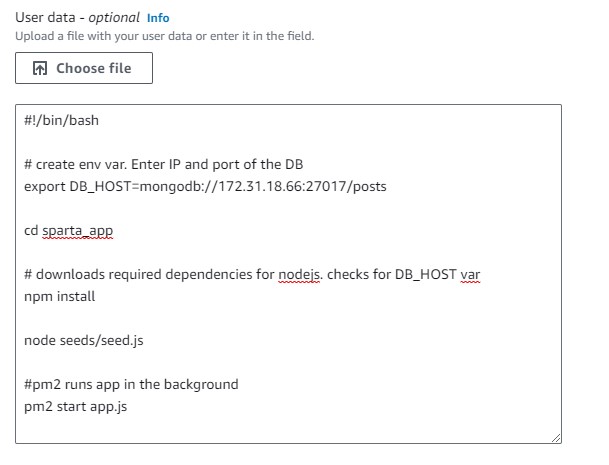 User data - optional Info
Upload a file with your user data or enter it in the field.
Choose file
#!/bin/bash
# create env var. Enter IP and port of the DB
export DB_HOST=mongodb://172.31.18.66:27017/posts
cd sparta_app
# downloads required dependencies for nodejs. checks for DB_HOST var
npm install
node seeds/seed.js
#pm2 runs app in the background
pm2 start app.js